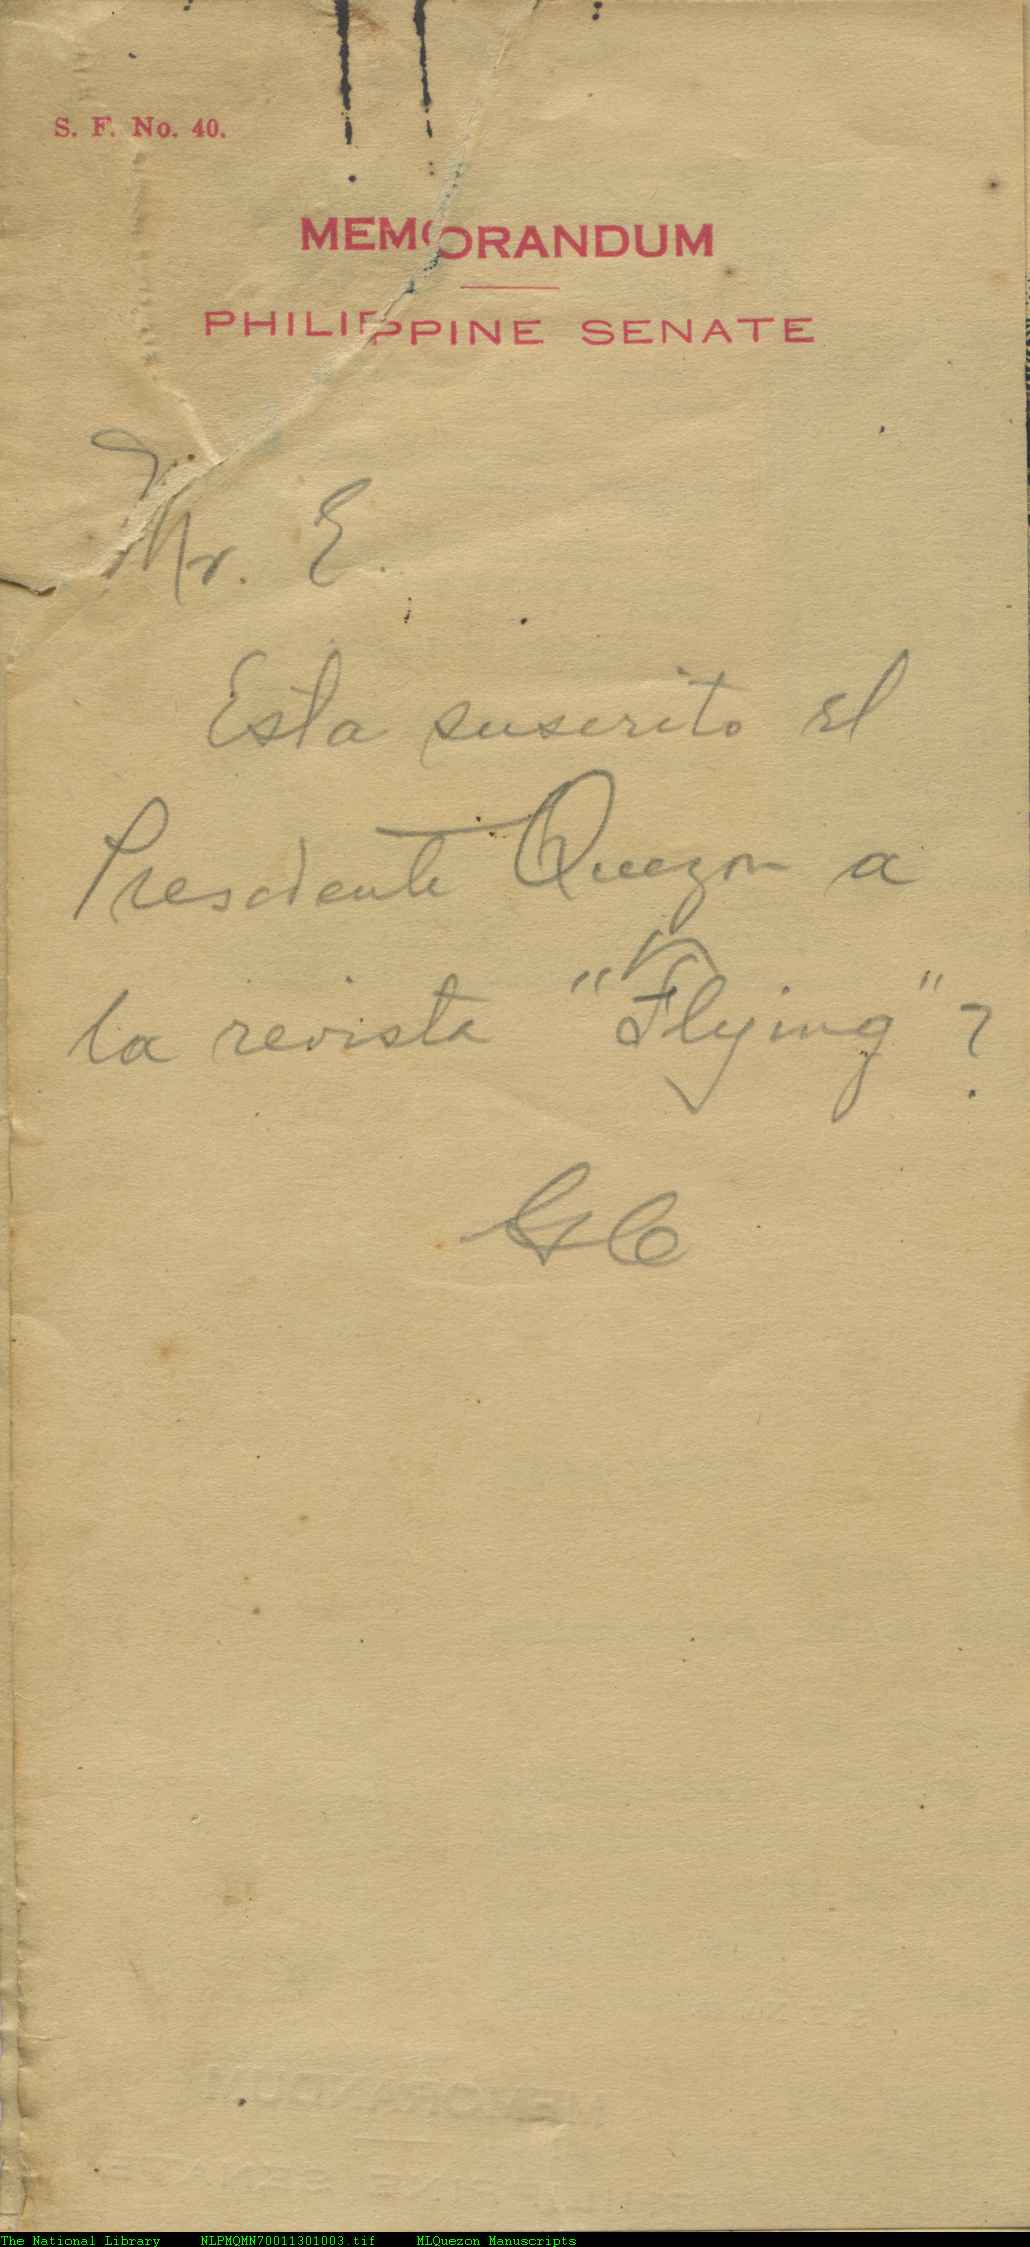 S. F. No. 40.
MEMORANDUM
PHILIPPINE SENATE
Mr. E.
Esta suscrito el
Presidente Quezon a
la revista "Flying"?
The National Library NLPMQMN70011301003.tif MLQuezon Manuscripts